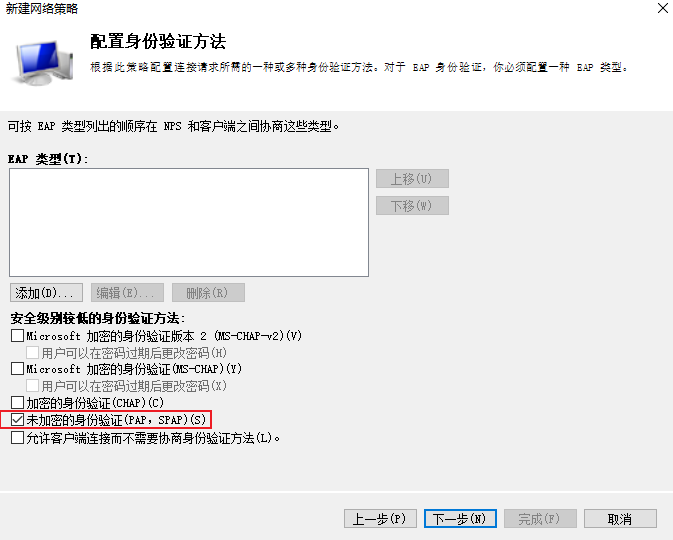 新建网络策略
配置身份验证方法
根据此策略配置连接请求所需的一种或多种身份验证方法。对于 EAP 身份验证，你必须配置一种 EAP 类型。
可按 EAP 类型列出的顺序在 NPS 和客户端之间协商这些类型。
EAP 类型(T):
上移(U)
下移(W)
添加(D)... 编辑(E)... 删除(R)
安全级别较低的身份验证方法:
Microsoft 加密的身份验证版本 2 (MS-CHAP-v2)(V)
用户可以在密码过期后更改密码(H)
Microsoft 加密的身份验证(MS-CHAP)(Y)
用户可以在密码过期后更改密码(X)
加密的身份验证(CHAP)(C)
未加密的身份验证(PAP，SPAP)(S)
允许客户端连接而不需要协商身份验证方法(L)。
上一步(P) 下一步(N) 完成(F) 取消